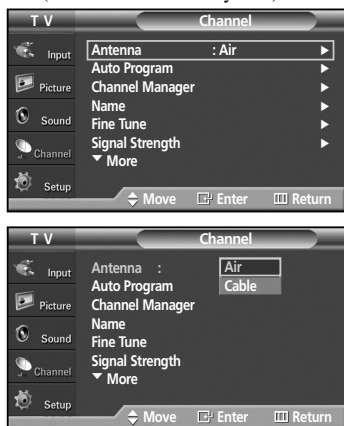 T V Channel
Input
Picture
Sound
Channel
Setup
Antenna : Air ►
Auto Program ►
Channel Manager ►
Name ►
Fine Tune ►
Signal Strength ►
▼ More
Move Enter Return
T V Channel
Input
Picture
Sound
Channel
Setup
Antenna : Air
Auto Program Cable
Channel Manager
Name
Fine Tune
Signal Strength
▼ More
Move Enter Return